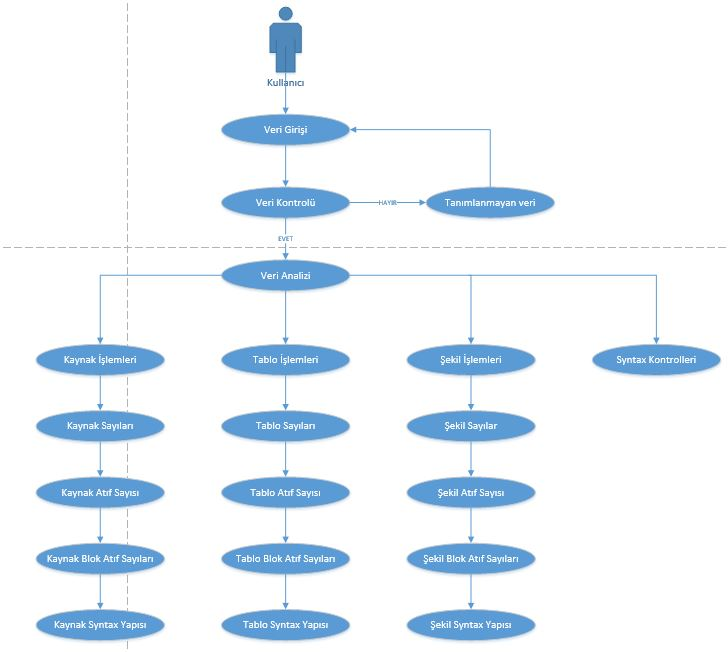 Kullanıcı
Veri Girişi
Veri Kontrolü
HAYIR
Tanımlanmayan veri
EVET
Veri Analizi
Kaynak İşlemleri
Tablo İşlemleri
Şekil İşlemleri
Syntax Kontrolleri
Kaynak Sayıları
Tablo Sayıları
Şekil Sayılar
Kaynak Atıf Sayısı
Tablo Atıf Sayısı
Şekil Atıf Sayısı
Kaynak Blok Atıf Sayıları
Tablo Blok Atıf Sayıları
Şekil Blok Atıf Sayıları
Kaynak Syntax Yapısı
Tablo Syntax Yapısı
Şekil Syntax Yapısı